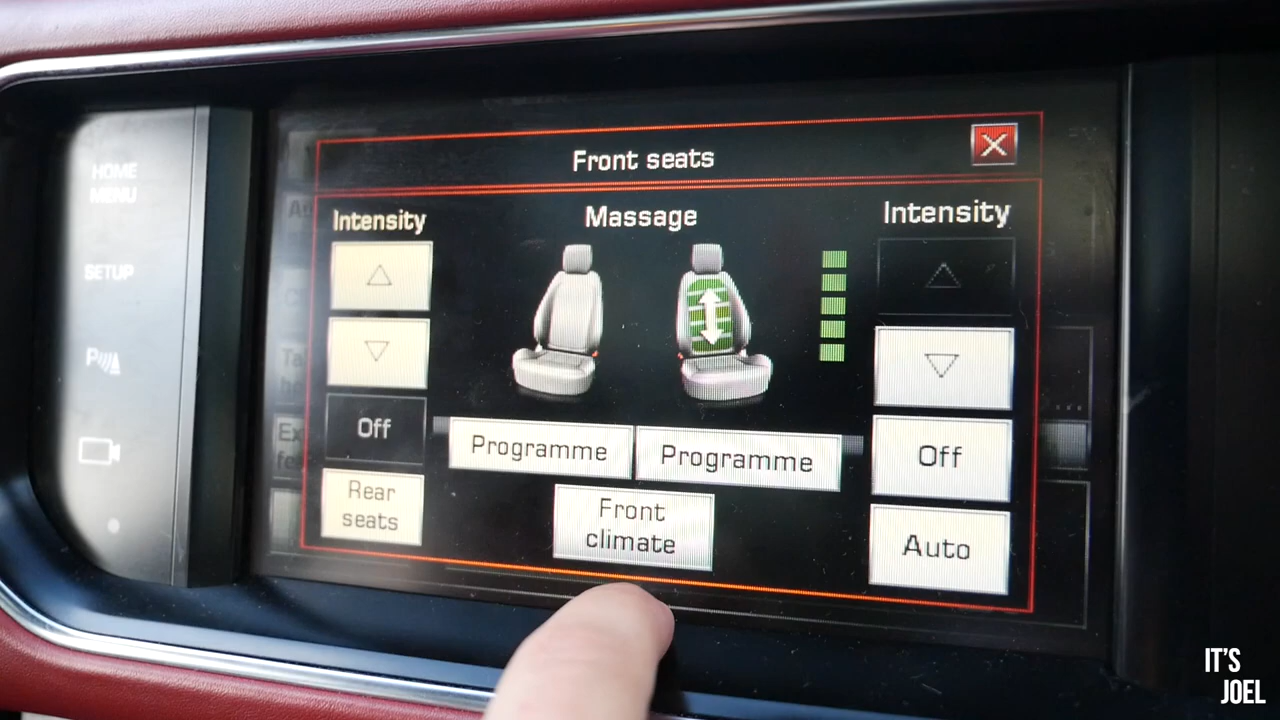 HOME
MENU
SETUP
P
Front seats
X
Intensity
Massage
Intensity
Off
Programme
Programme
Off
Rear
seats
Front
climate
Auto
IT'S
JOEL